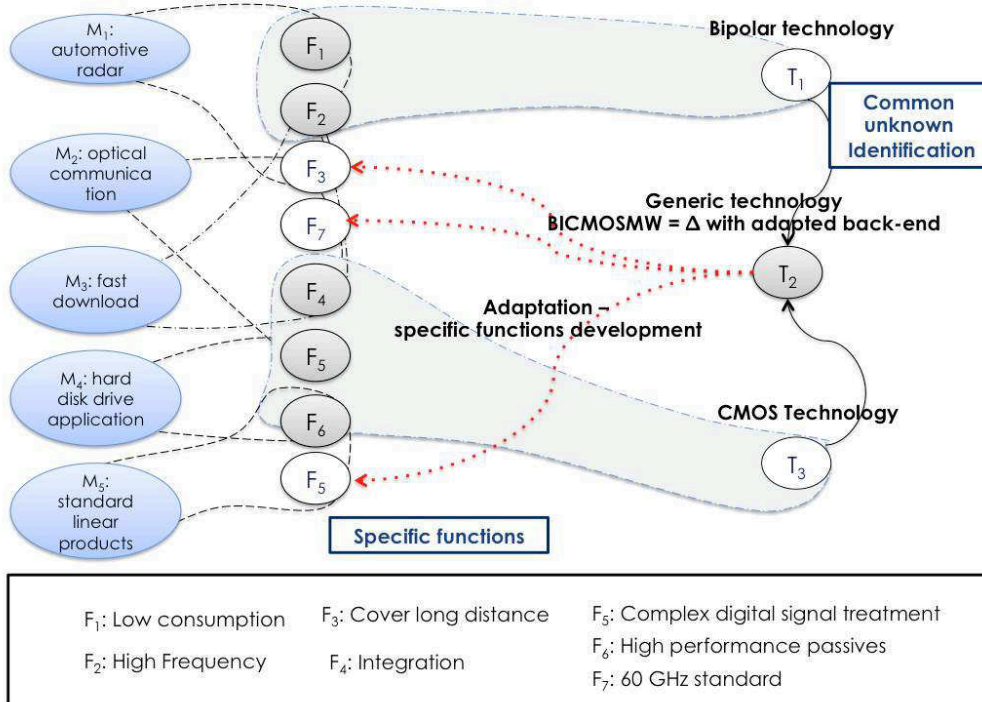 M₁:
automotive
radar
M₂: optical
communica
tion
M₃: fast
download
M₄: hard
disk drive
application
M₅:
standard
linear
products
F₁
F₂
F₃
F₇
F₄
F₅
F₆
F₅
Bipolar technology
T₁
Common
unknown
Identification
Generic technology
BICMOSMW = Δ with adapted back-end
T₂
Adaptation –
specific functions development
CMOS Technology
T₃
Specific functions
F₁: Low consumption
F₂: High Frequency
F₃: Cover long distance
F₄: Integration
F₅: Complex digital signal treatment
F₆: High performance passives
F₇: 60 GHz standard